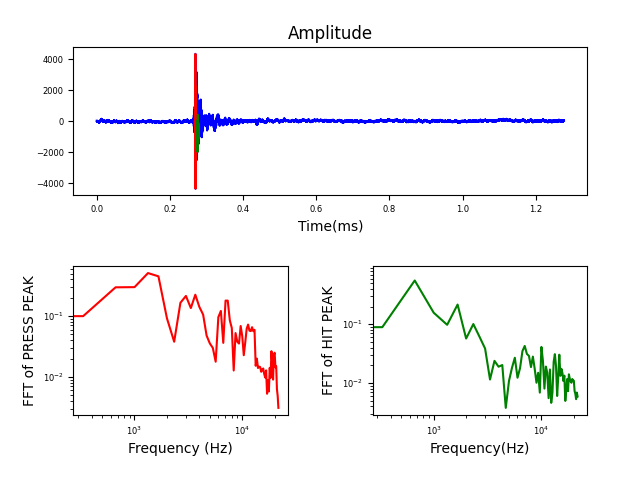 Amplitude
4000
2000
0
−2000
−4000
0.0 0.2 0.4 0.6 0.8 1.0 1.2
Time(ms)
FFT of PRESS PEAK
10⁻¹
10⁻²
10³ 10⁴
Frequency (Hz)
FFT of HIT PEAK
10⁻¹
10⁻²
10³ 10⁴
Frequency(Hz)